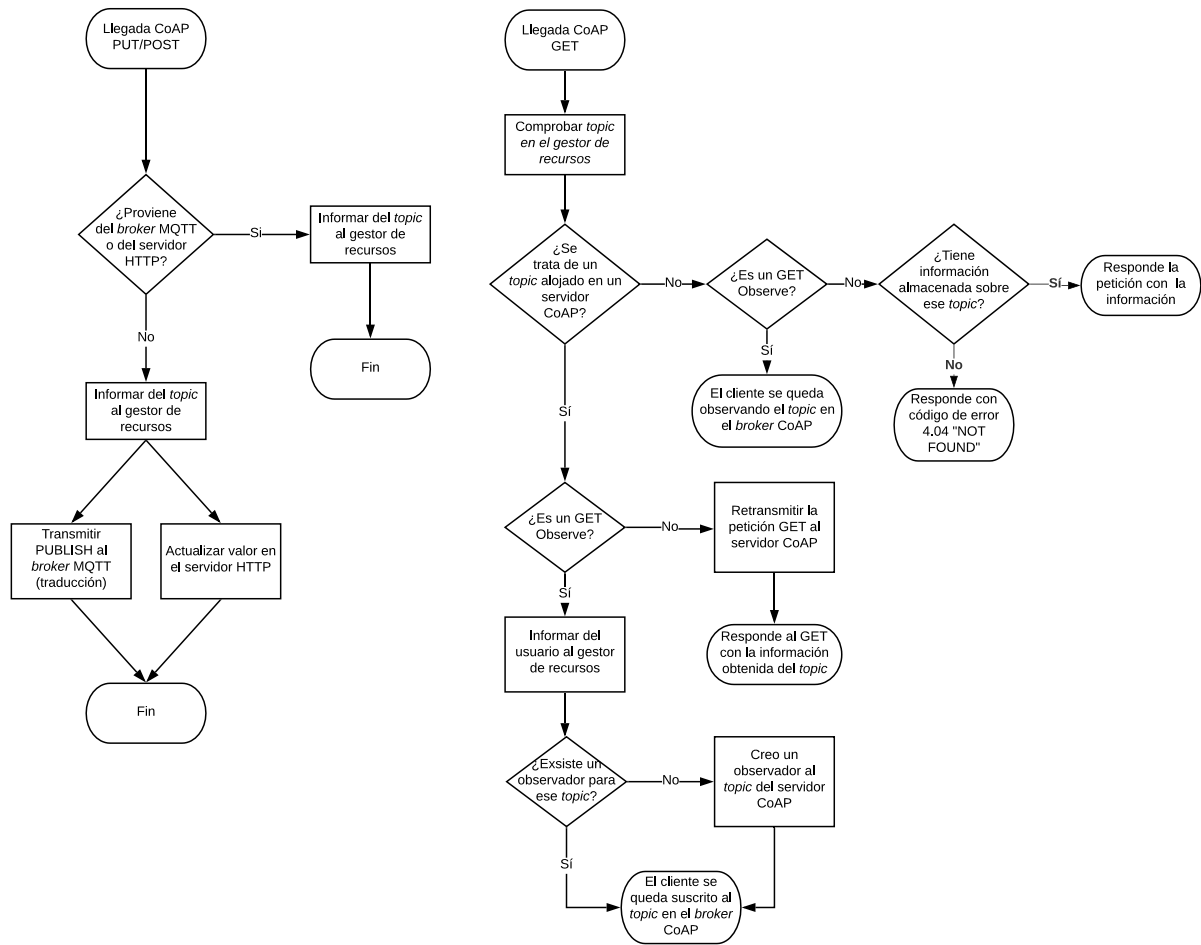 Llegada CoAP
PUT/POST
¿Proviene
del broker MQTT
o del servidor
HTTP?
Si
Informar del topic
al gestor de
recursos
Fin
No
Informar del topic
al gestor de
recursos
Transmitir
PUBLISH al
broker MQTT
(traducción)
Actualizar valor en
el servidor HTTP
Fin
Llegada CoAP
GET
Comprobar topic
en el gestor de
recursos
¿Se
trata de un
topic alojado en un
servidor
CoAP?
No
¿Es un GET
Observe?
No
¿Tiene
información
almacenada sobre
ese topic?
Sí
Responde la
petición con la
información
Sí
El cliente se queda
observando el topic en
el broker CoAP
No
Responde con
código de error
4.04 "NOT
FOUND"
Sí
¿Es un GET
Observe?
No
Retransmitir la
petición GET al
servidor CoAP
Responde al GET
con la información
obtenida del topic
Sí
Informar del
usuario al gestor
de recursos
¿Exsiste un
observador para
ese topic?
No
Creo un
observador al
topic del servidor
CoAP
Sí
El cliente se
queda suscrito al
topic en el broker
CoAP